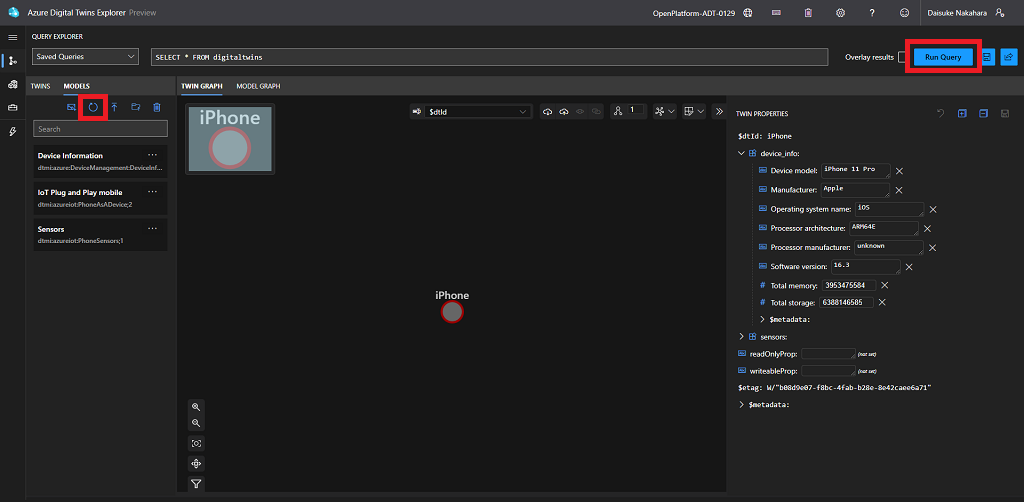 Azure Digital Twins Explorer Preview
OpenPlatform-ADT-0129
?
Daisuke Nakahara
QUERY EXPLORER
Saved Queries
SELECT * FROM digitaltwins
Overlay results
Run Query
TWINS MODELS
Search
Device Information ...
dtmi:azure:DeviceManagement:DeviceInf...
IoT Plug and Play mobile ...
dtmi:azureiot:PhoneAsADevice;2
Sensors ...
dtmi:azureiot:PhoneSensors;1
TWIN GRAPH MODEL GRAPH
iPhone
$dtId
1
iPhone
TWIN PROPERTIES
$dtId: iPhone
device_info:
Device model: iPhone 11 Pro
Manufacturer: Apple
Operating system name: iOS
Processor architecture: ARM64E
Processor manufacturer: unknown
Software version: 16.3
# Total memory: 3953475584
# Total storage: 6388146585
$metadata:
sensors:
readOnlyProp: (not set)
writeableProp: (not set)
$etag: W/"b08d9e07-f8bc-4fab-b28e-8e42caee6a71"
$metadata: